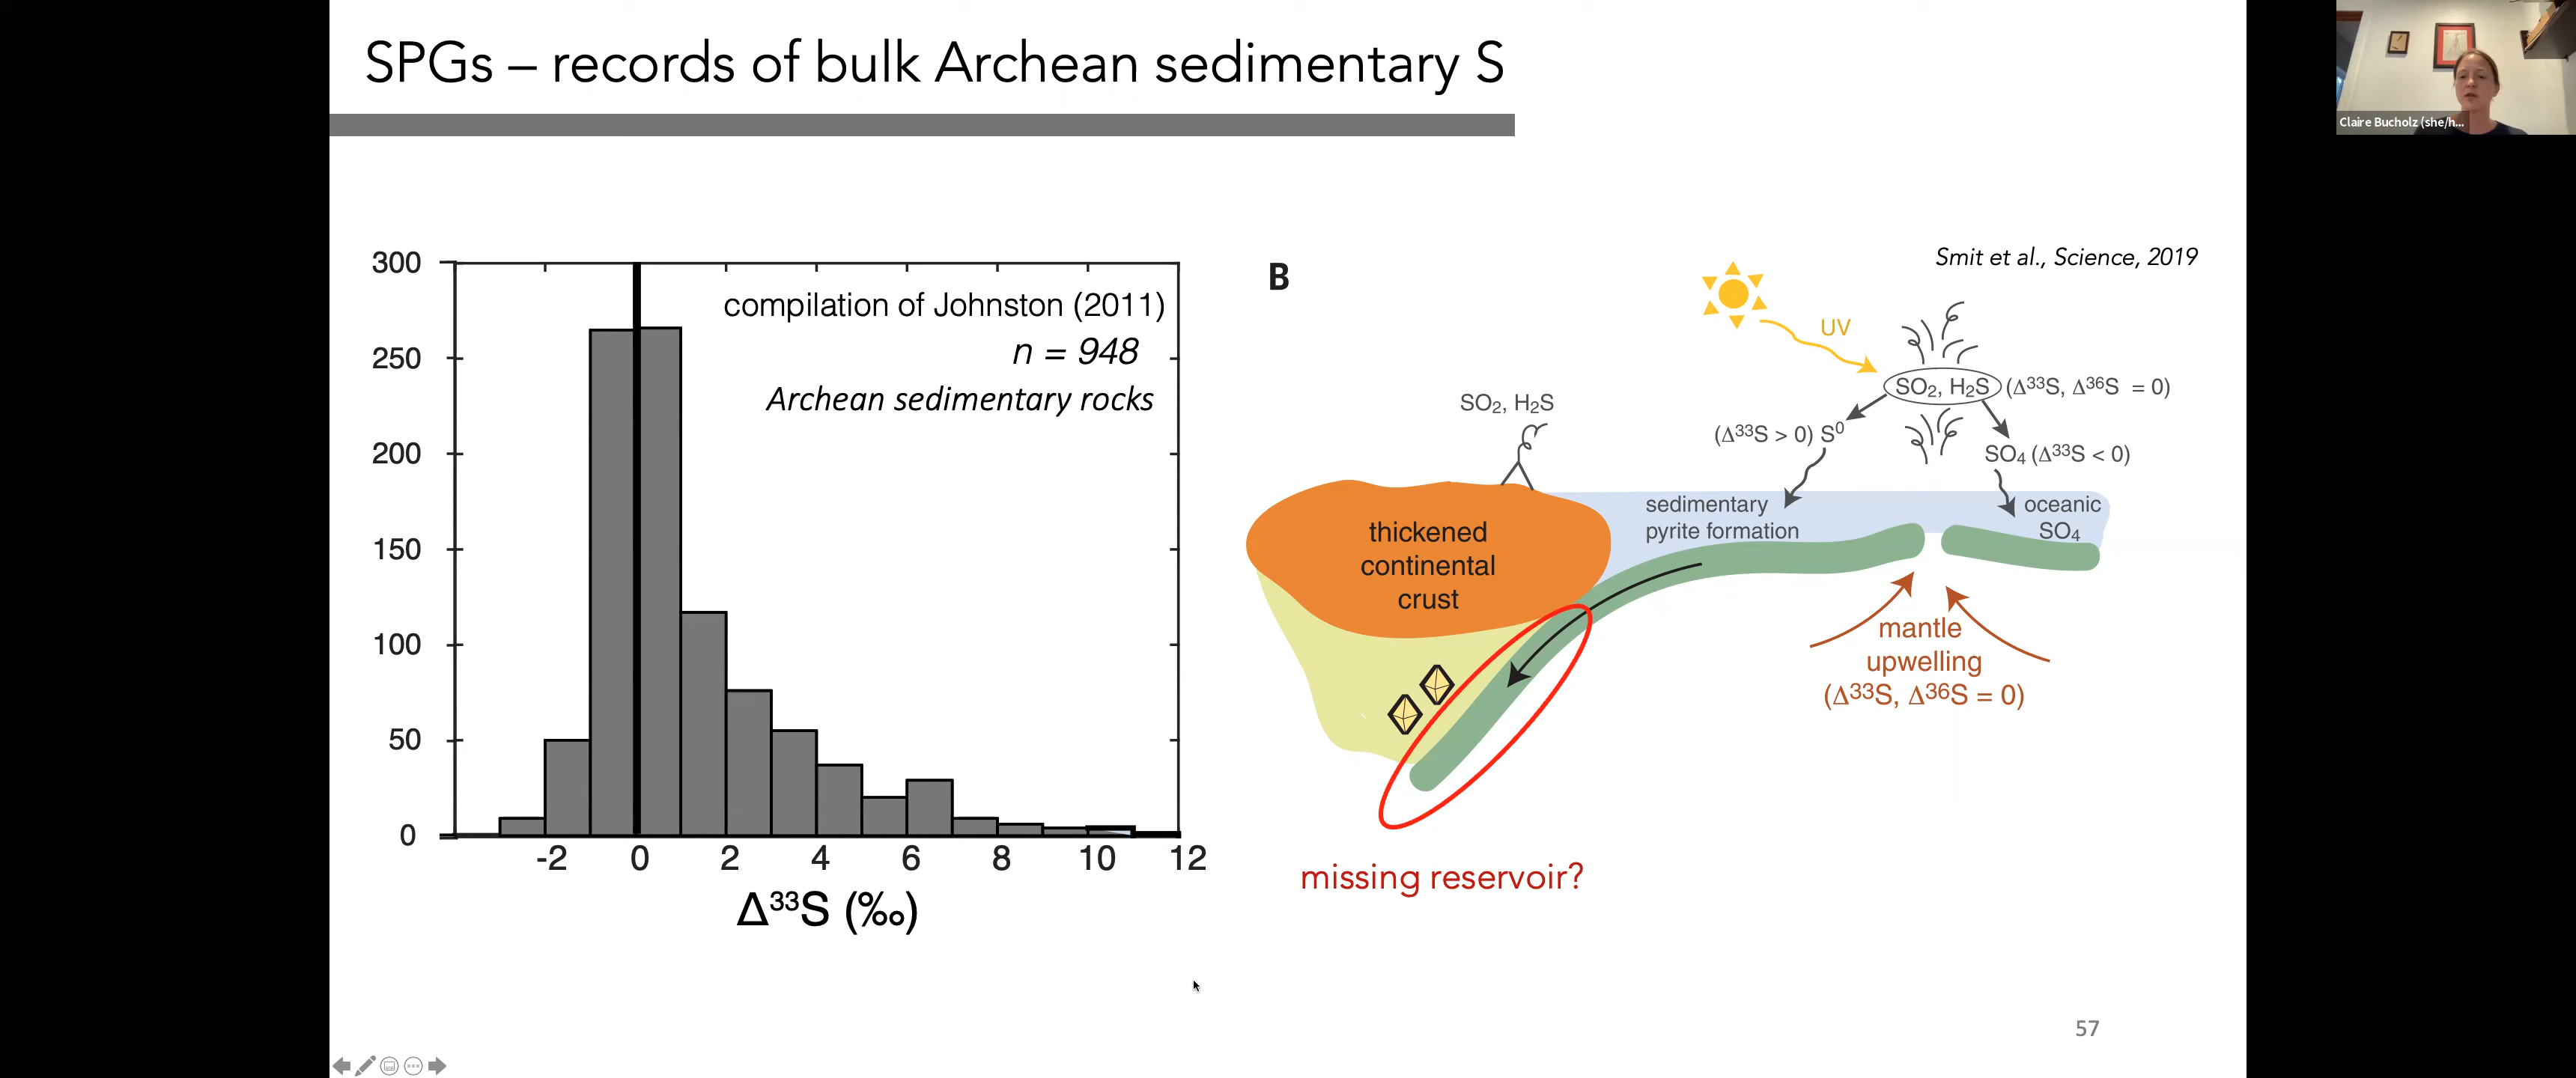 SPGs – records of bulk Archean sedimentary S
Claire Bucholz (she/h...
300
250
200
150
100
50
0
compilation of Johnston (2011)
n = 948
Archean sedimentary rocks
-2 0 2 4 6 8 10 12
Δ³³S (‰)
B
Smit et al., Science, 2019
UV
SO₂, H₂S (Δ³³S, Δ³⁶S = 0)
SO₂, H₂S
(Δ³³S > 0) S⁰
SO₄ (Δ³³S < 0)
sedimentary
pyrite formation
oceanic
SO₄
thickened
continental
crust
mantle
upwelling
(Δ³³S, Δ³⁶S = 0)
missing reservoir?
57